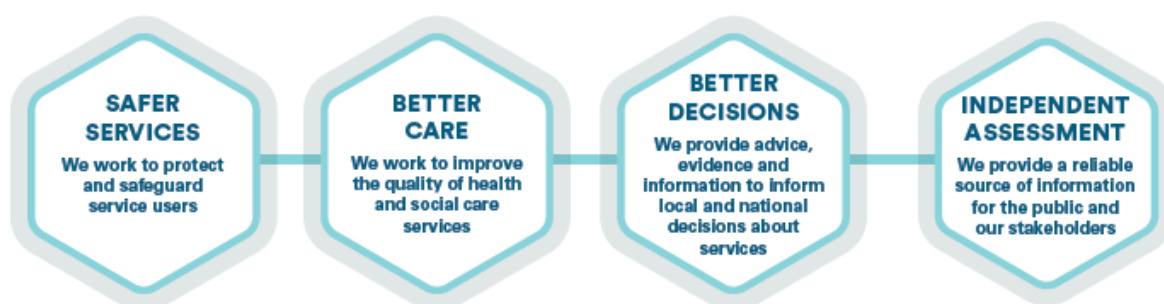 SAFER
SERVICES
We work to protect
and safeguard
service users
BETTER
CARE
We work to improve
the quality of health
and social care
services
BETTER
DECISIONS
We provide advice,
evidence and
information to inform
local and national
decisions about
services
INDEPENDENT
ASSESSMENT
We provide a reliable
source of information
for the public and
our stakeholders